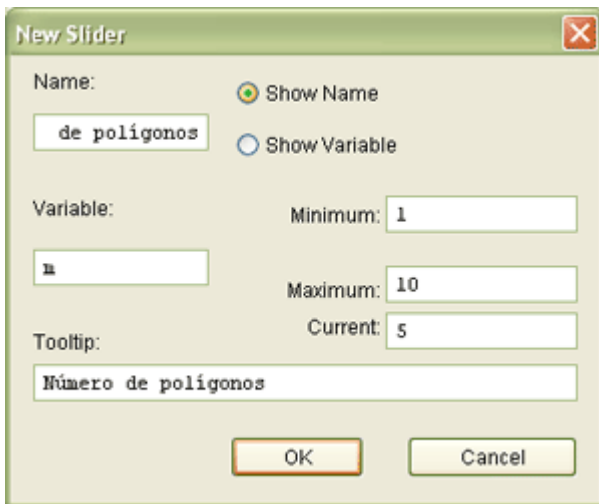 New Slider
Name:
Show Name
de polígonos
Show Variable
Variable:
Minimum: 1
Maximum: 10
Current: 5
Tooltip:
Número de polígonos
OK
Cancel